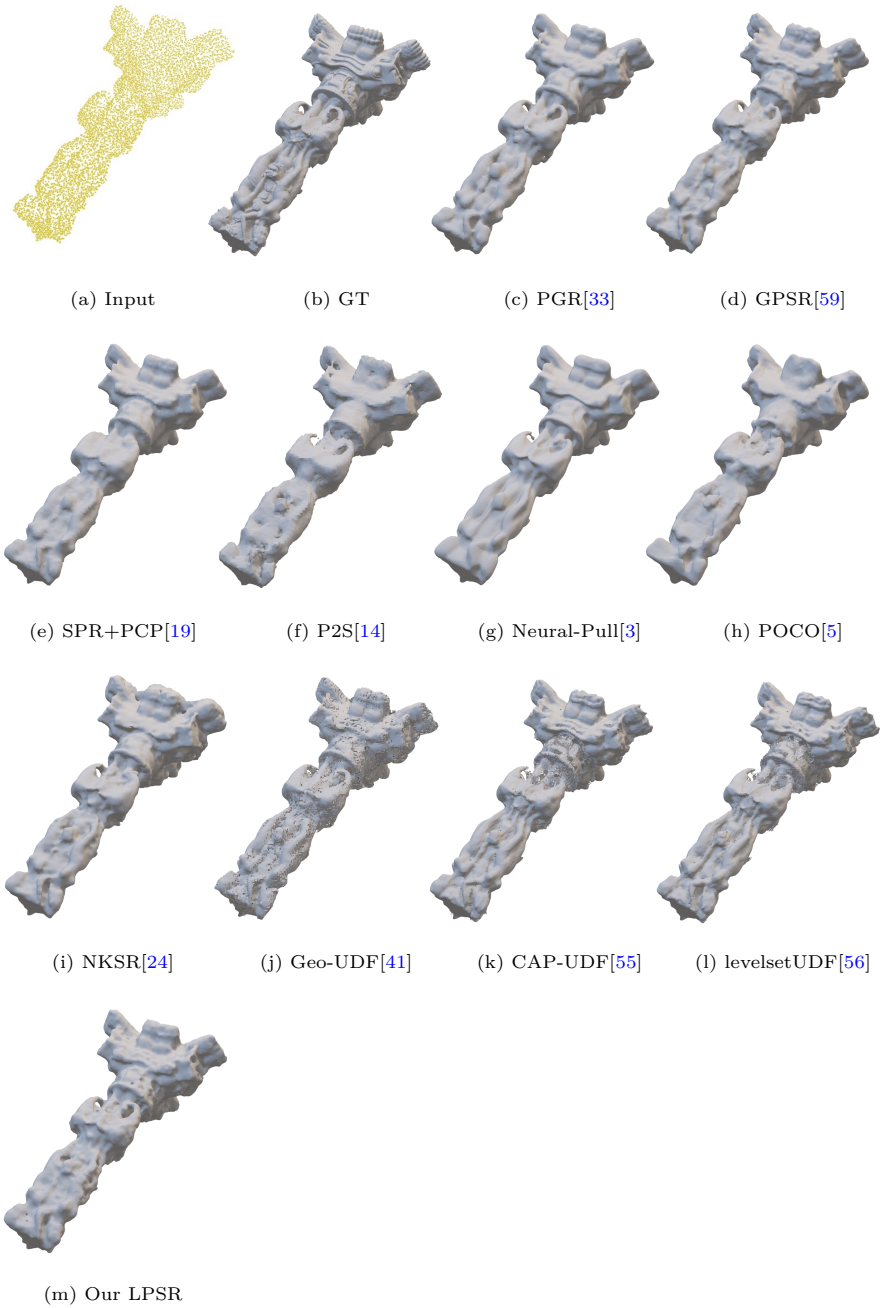 (a) Input
(b) GT
(c) PGR[33]
(d) GPSR[59]
(e) SPR+PCP[19]
(f) P2S[14]
(g) Neural-Pull[3]
(h) POCO[5]
(i) NKSR[24]
(j) Geo-UDF[41]
(k) CAP-UDF[55]
(l) levelsetUDF[56]
(m) Our LPSR